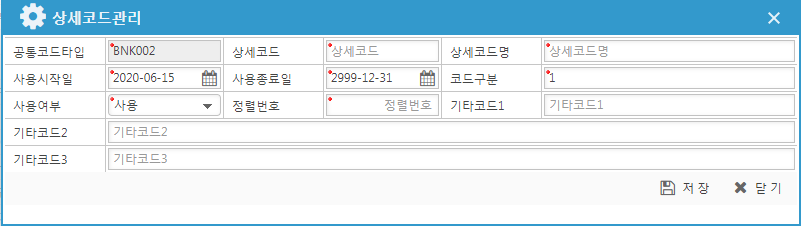 상세코드관리
공통코드타입 *BNK002 상세코드 *상세코드 상세코드명 *상세코드명
사용시작일 *2020-06-15 사용종료일 *2999-12-31 코드구분 *1
사용여부 *사용 정렬번호 *정렬번호 기타코드1 기타코드1
기타코드2 기타코드2
기타코드3 기타코드3
저장 닫기